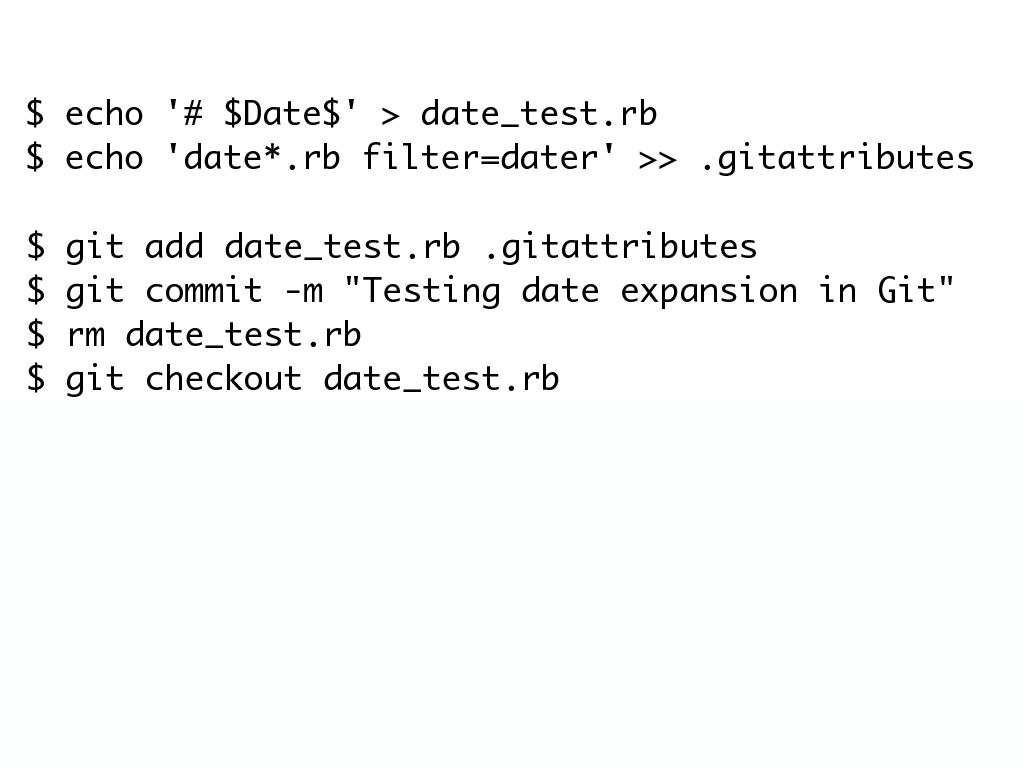 $ echo '# $Date$' > date_test.rb
$ echo 'date*.rb filter=dater' >> .gitattributes
$ git add date_test.rb .gitattributes
$ git commit -m "Testing date expansion in Git"
$ rm date_test.rb
$ git checkout date_test.rb